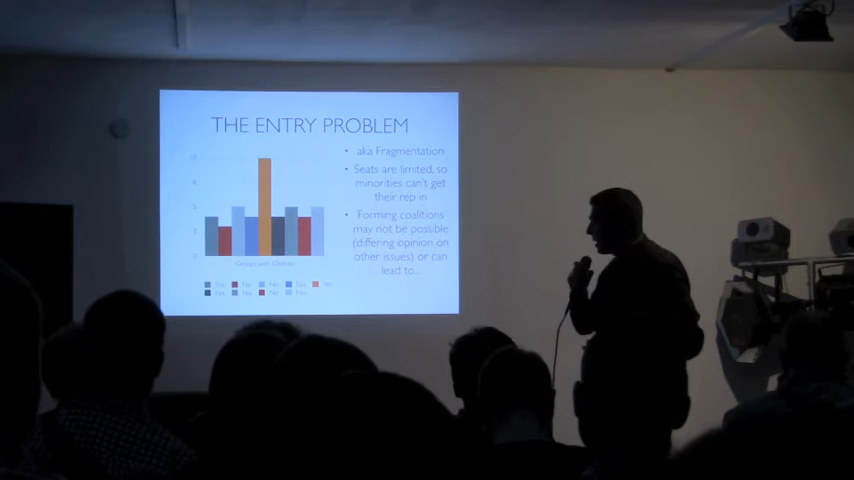 THE ENTRY PROBLEM
• aka Fragmentation
• Seats are limited, so
minorities can't get
their rep in
• Forming coalitions
may not be possible
(differing opinion on
other issues) or can
lead to...